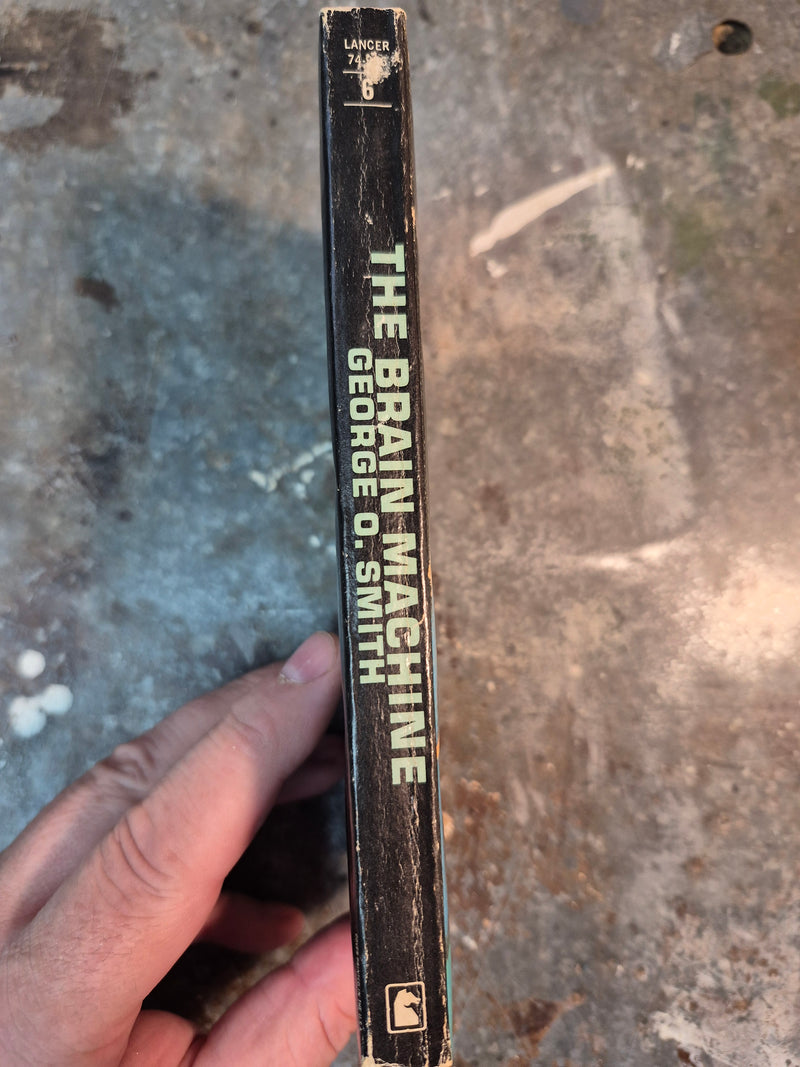 LANCER
THE BRAIN MACHINE
GEORGE O. SMITH